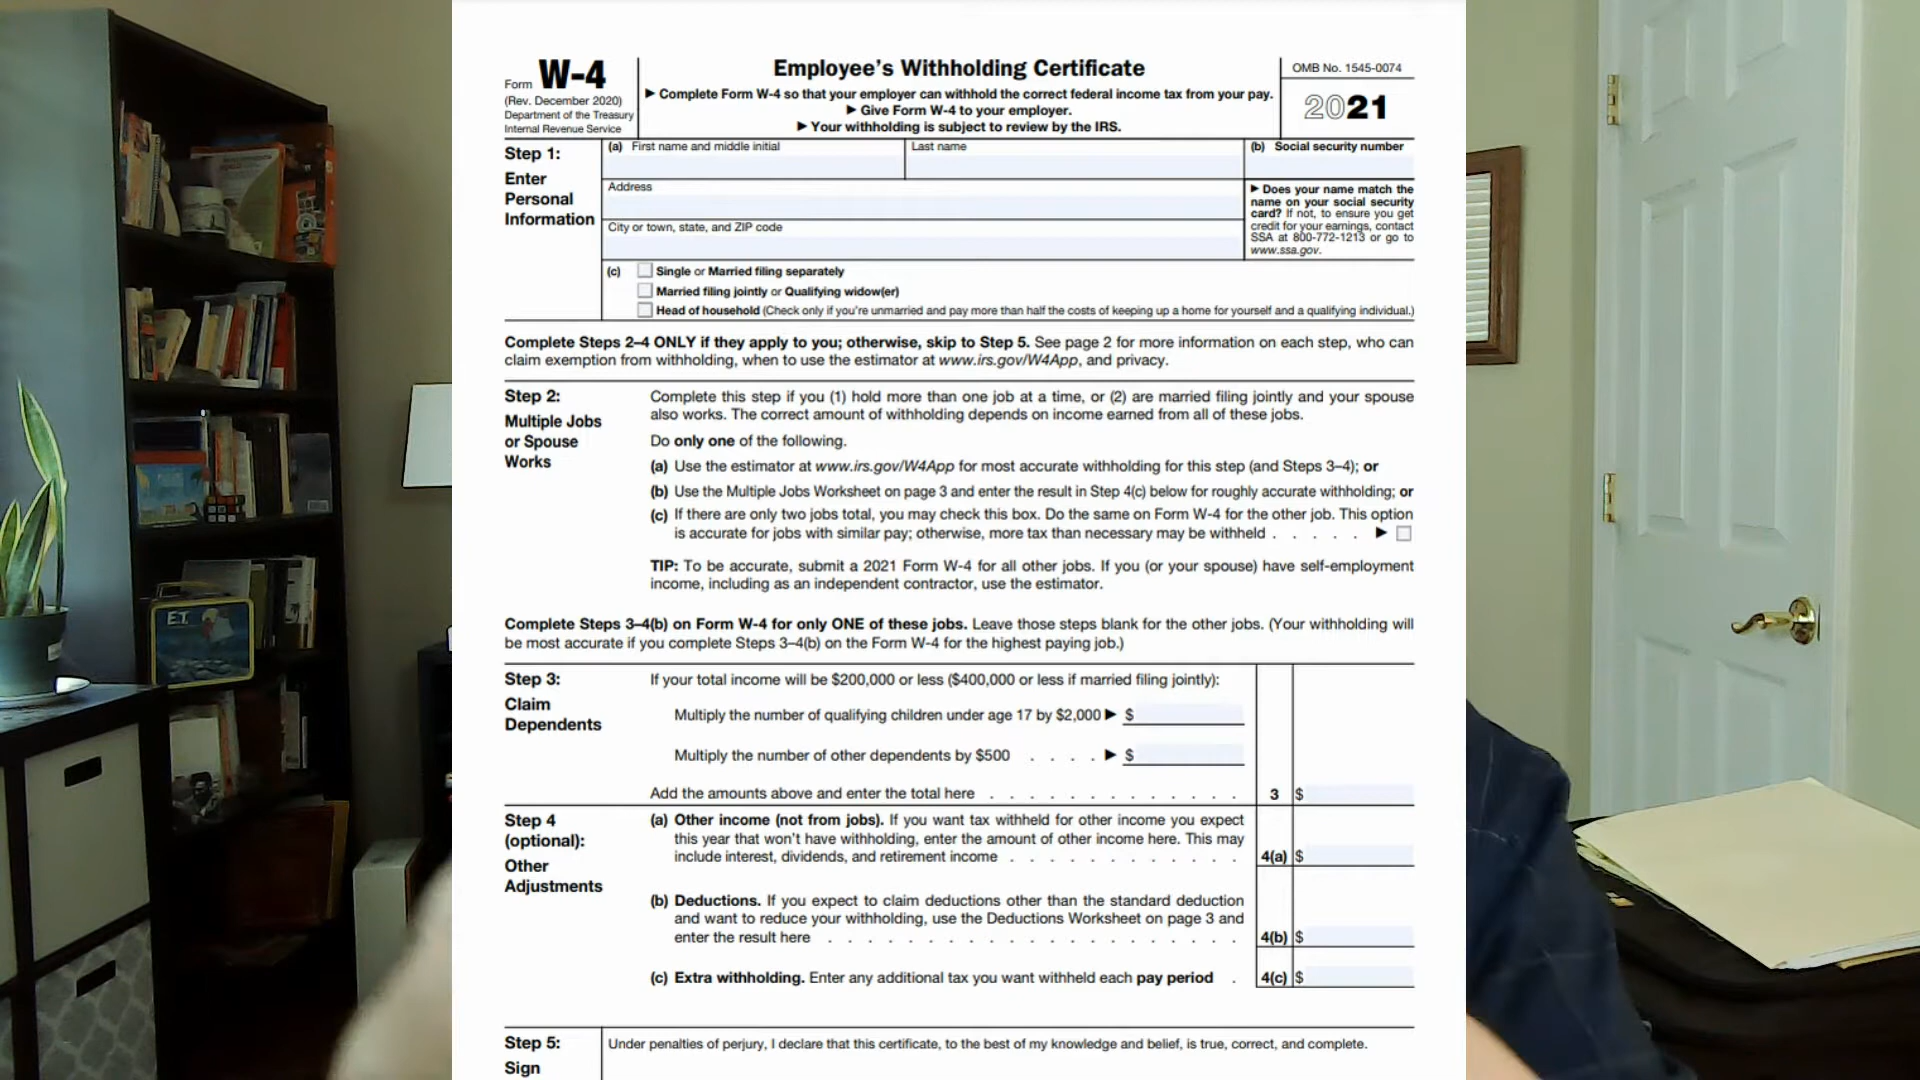 Form W-4
(Rev. December 2020)
Department of the Treasury
Internal Revenue Service
Employee's Withholding Certificate
▶ Complete Form W-4 so that your employer can withhold the correct federal income tax from your pay.
▶ Give Form W-4 to your employer.
▶ Your withholding is subject to review by the IRS.
OMB No. 1545-0074
2021
Step 1:
Enter
Personal
Information
(a) First name and middle initial
Last name
(b) Social security number
Address
City or town, state, and ZIP code
▶ Does your name match the
name on your social security
card? If not, to ensure you get
credit for your earnings, contact
SSA at 800-772-1213 or go to
www.ssa.gov.
(c) Single or Married filing separately
Married filing jointly or Qualifying widow(er)
Head of household (Check only if you're unmarried and pay more than half the costs of keeping up a home for yourself and a qualifying individual.)
Complete Steps 2–4 ONLY if they apply to you; otherwise, skip to Step 5. See page 2 for more information on each step, who can
claim exemption from withholding, when to use the estimator at www.irs.gov/W4App, and privacy.
Step 2:
Multiple Jobs
or Spouse
Works
Complete this step if you (1) hold more than one job at a time, or (2) are married filing jointly and your spouse
also works. The correct amount of withholding depends on income earned from all of these jobs.
Do only one of the following.
(a) Use the estimator at www.irs.gov/W4App for most accurate withholding for this step (and Steps 3–4); or
(b) Use the Multiple Jobs Worksheet on page 3 and enter the result in Step 4(c) below for roughly accurate withholding; or
(c) If there are only two jobs total, you may check this box. Do the same on Form W-4 for the other job. This option
is accurate for jobs with similar pay; otherwise, more tax than necessary may be withheld . . . . . ▶
TIP: To be accurate, submit a 2021 Form W-4 for all other jobs. If you (or your spouse) have self-employment
income, including as an independent contractor, use the estimator.
Complete Steps 3–4(b) on Form W-4 for only ONE of these jobs. Leave those steps blank for the other jobs. (Your withholding will
be most accurate if you complete Steps 3–4(b) on the Form W-4 for the highest paying job.)
Step 3:
Claim
Dependents
If your total income will be $200,000 or less ($400,000 or less if married filing jointly):
Multiply the number of qualifying children under age 17 by $2,000 ▶ $
Multiply the number of other dependents by $500 . . . . ▶ $
Add the amounts above and enter the total here . . . . . . . . . . . . . 3 $
Step 4
(optional):
Other
Adjustments
(a) Other income (not from jobs). If you want tax withheld for other income you expect
this year that won't have withholding, enter the amount of other income here. This may
include interest, dividends, and retirement income . . . . . . . . . . . . 4(a) $
(b) Deductions. If you expect to claim deductions other than the standard deduction
and want to reduce your withholding, use the Deductions Worksheet on page 3 and
enter the result here . . . . . . . . . . . . . . . . . . . . 4(b) $
(c) Extra withholding. Enter any additional tax you want withheld each pay period . 4(c) $
Step 5:
Sign
Under penalties of perjury, I declare that this certificate, to the best of my knowledge and belief, is true, correct, and complete.
E.T.